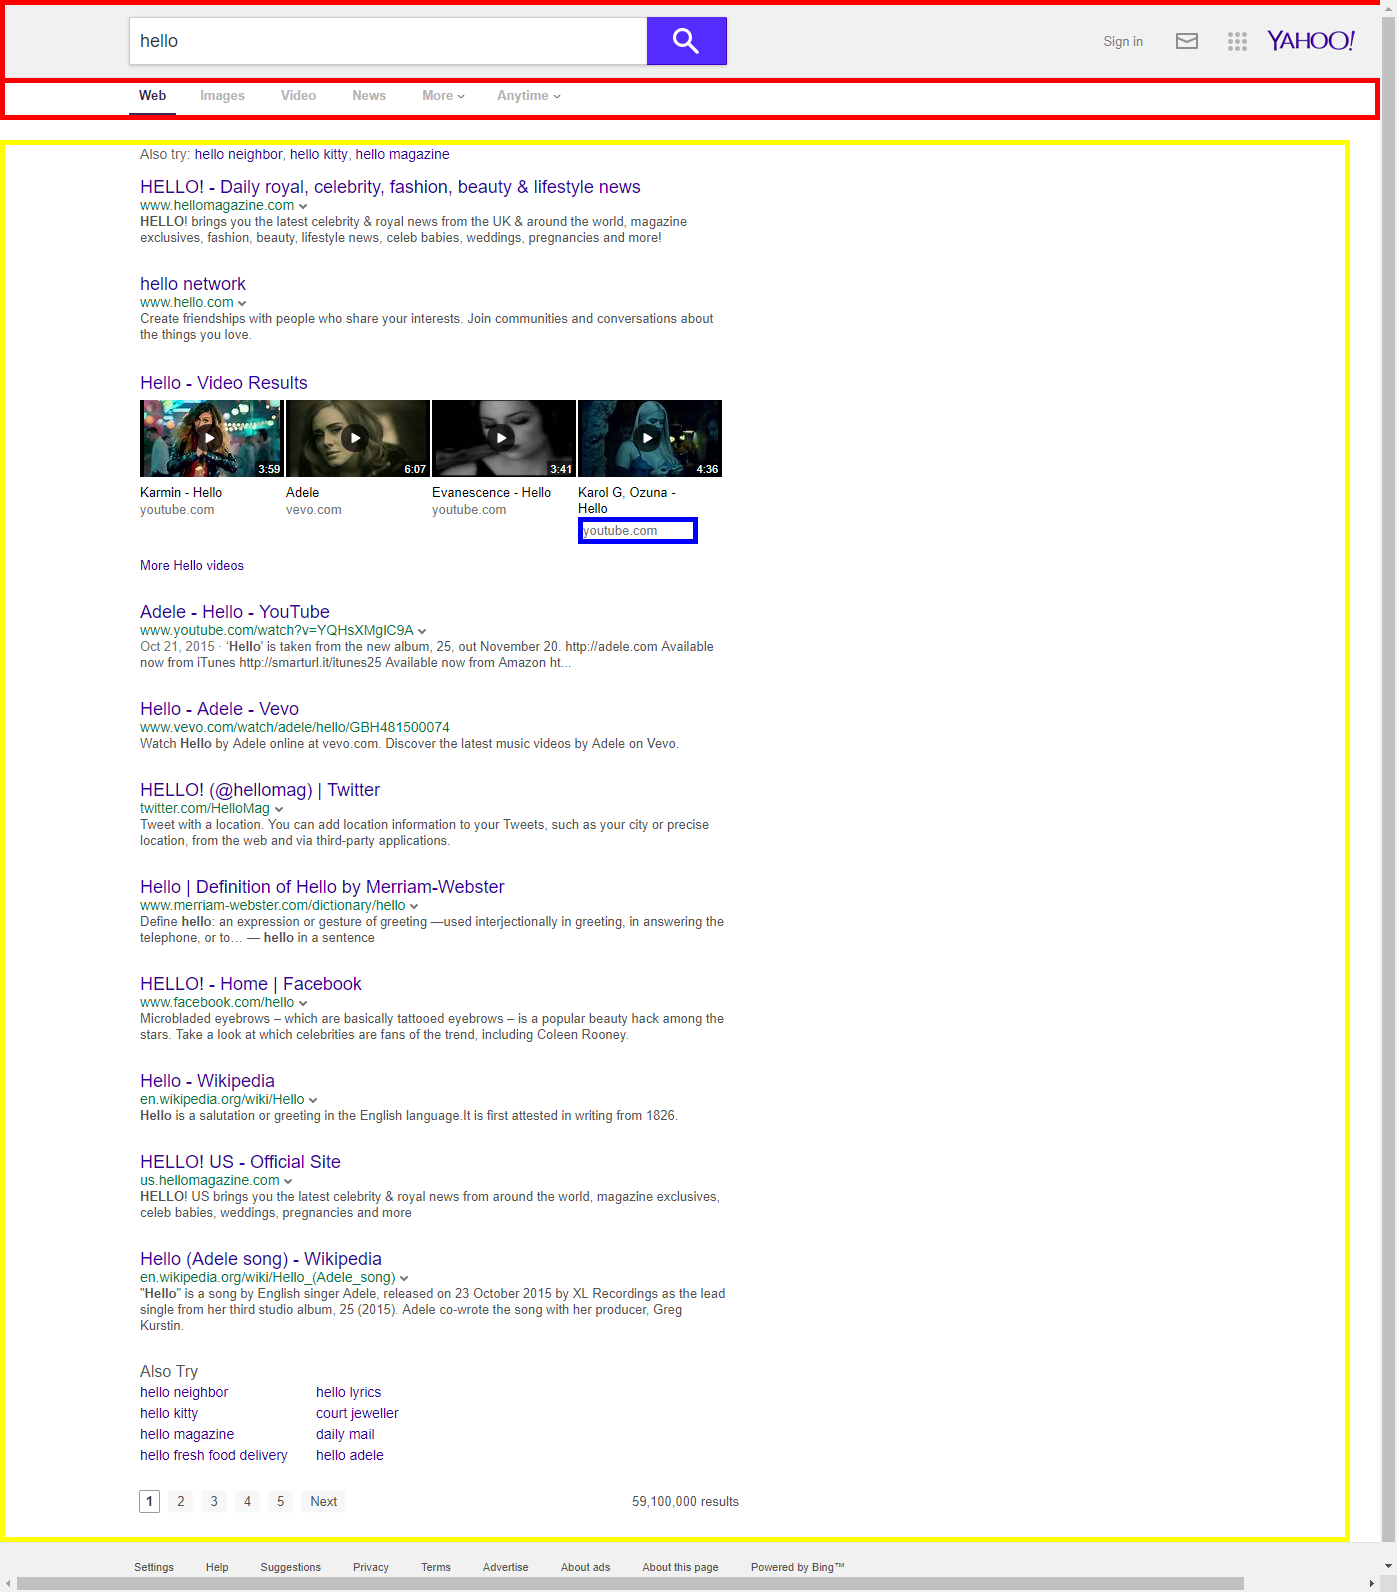 hello
Sign in
YAHOO!
Web Images Video News More Anytime
Also try: hello neighbor, hello kitty, hello magazine
HELLO! - Daily royal, celebrity, fashion, beauty & lifestyle news
www.hellomagazine.com
HELLO! brings you the latest celebrity & royal news from the UK & around the world, magazine
exclusives, fashion, beauty, lifestyle news, celeb babies, weddings, pregnancies and more!
hello network
www.hello.com
Create friendships with people who share your interests. Join communities and conversations about
the things you love.
Hello - Video Results
3:59 6:07 3:41 4:36
Karmin - Hello
youtube.com
Adele
vevo.com
Evanescence - Hello
youtube.com
Karol G, Ozuna -
Hello
youtube.com
More Hello videos
Adele - Hello - YouTube
www.youtube.com/watch?v=YQHsXMglC9A
Oct 21, 2015 · 'Hello' is taken from the new album, 25, out November 20. http://adele.com Available
now from iTunes http://smarturl.it/itunes25 Available now from Amazon ht...
Hello - Adele - Vevo
www.vevo.com/watch/adele/hello/GBH481500074
Watch Hello by Adele online at vevo.com. Discover the latest music videos by Adele on Vevo.
HELLO! (@hellomag) | Twitter
twitter.com/HelloMag
Tweet with a location. You can add location information to your Tweets, such as your city or precise
location, from the web and via third-party applications.
Hello | Definition of Hello by Merriam-Webster
www.merriam-webster.com/dictionary/hello
Define hello: an expression or gesture of greeting —used interjectionally in greeting, in answering the
telephone, or to… — hello in a sentence
HELLO! - Home | Facebook
www.facebook.com/hello
Microbladed eyebrows – which are basically tattooed eyebrows – is a popular beauty hack among the
stars. Take a look at which celebrities are fans of the trend, including Coleen Rooney.
Hello - Wikipedia
en.wikipedia.org/wiki/Hello
Hello is a salutation or greeting in the English language.It is first attested in writing from 1826.
HELLO! US - Official Site
us.hellomagazine.com
HELLO! US brings you the latest celebrity & royal news from around the world, magazine exclusives,
celeb babies, weddings, pregnancies and more
Hello (Adele song) - Wikipedia
en.wikipedia.org/wiki/Hello_(Adele_song)
"Hello" is a song by English singer Adele, released on 23 October 2015 by XL Recordings as the lead
single from her third studio album, 25 (2015). Adele co-wrote the song with her producer, Greg
Kurstin.
Also Try
hello neighbor hello lyrics
hello kitty court jeweller
hello magazine daily mail
hello fresh food delivery hello adele
1 2 3 4 5 Next 59,100,000 results
Settings Help Suggestions Privacy Terms Advertise About ads About this page Powered by Bing™